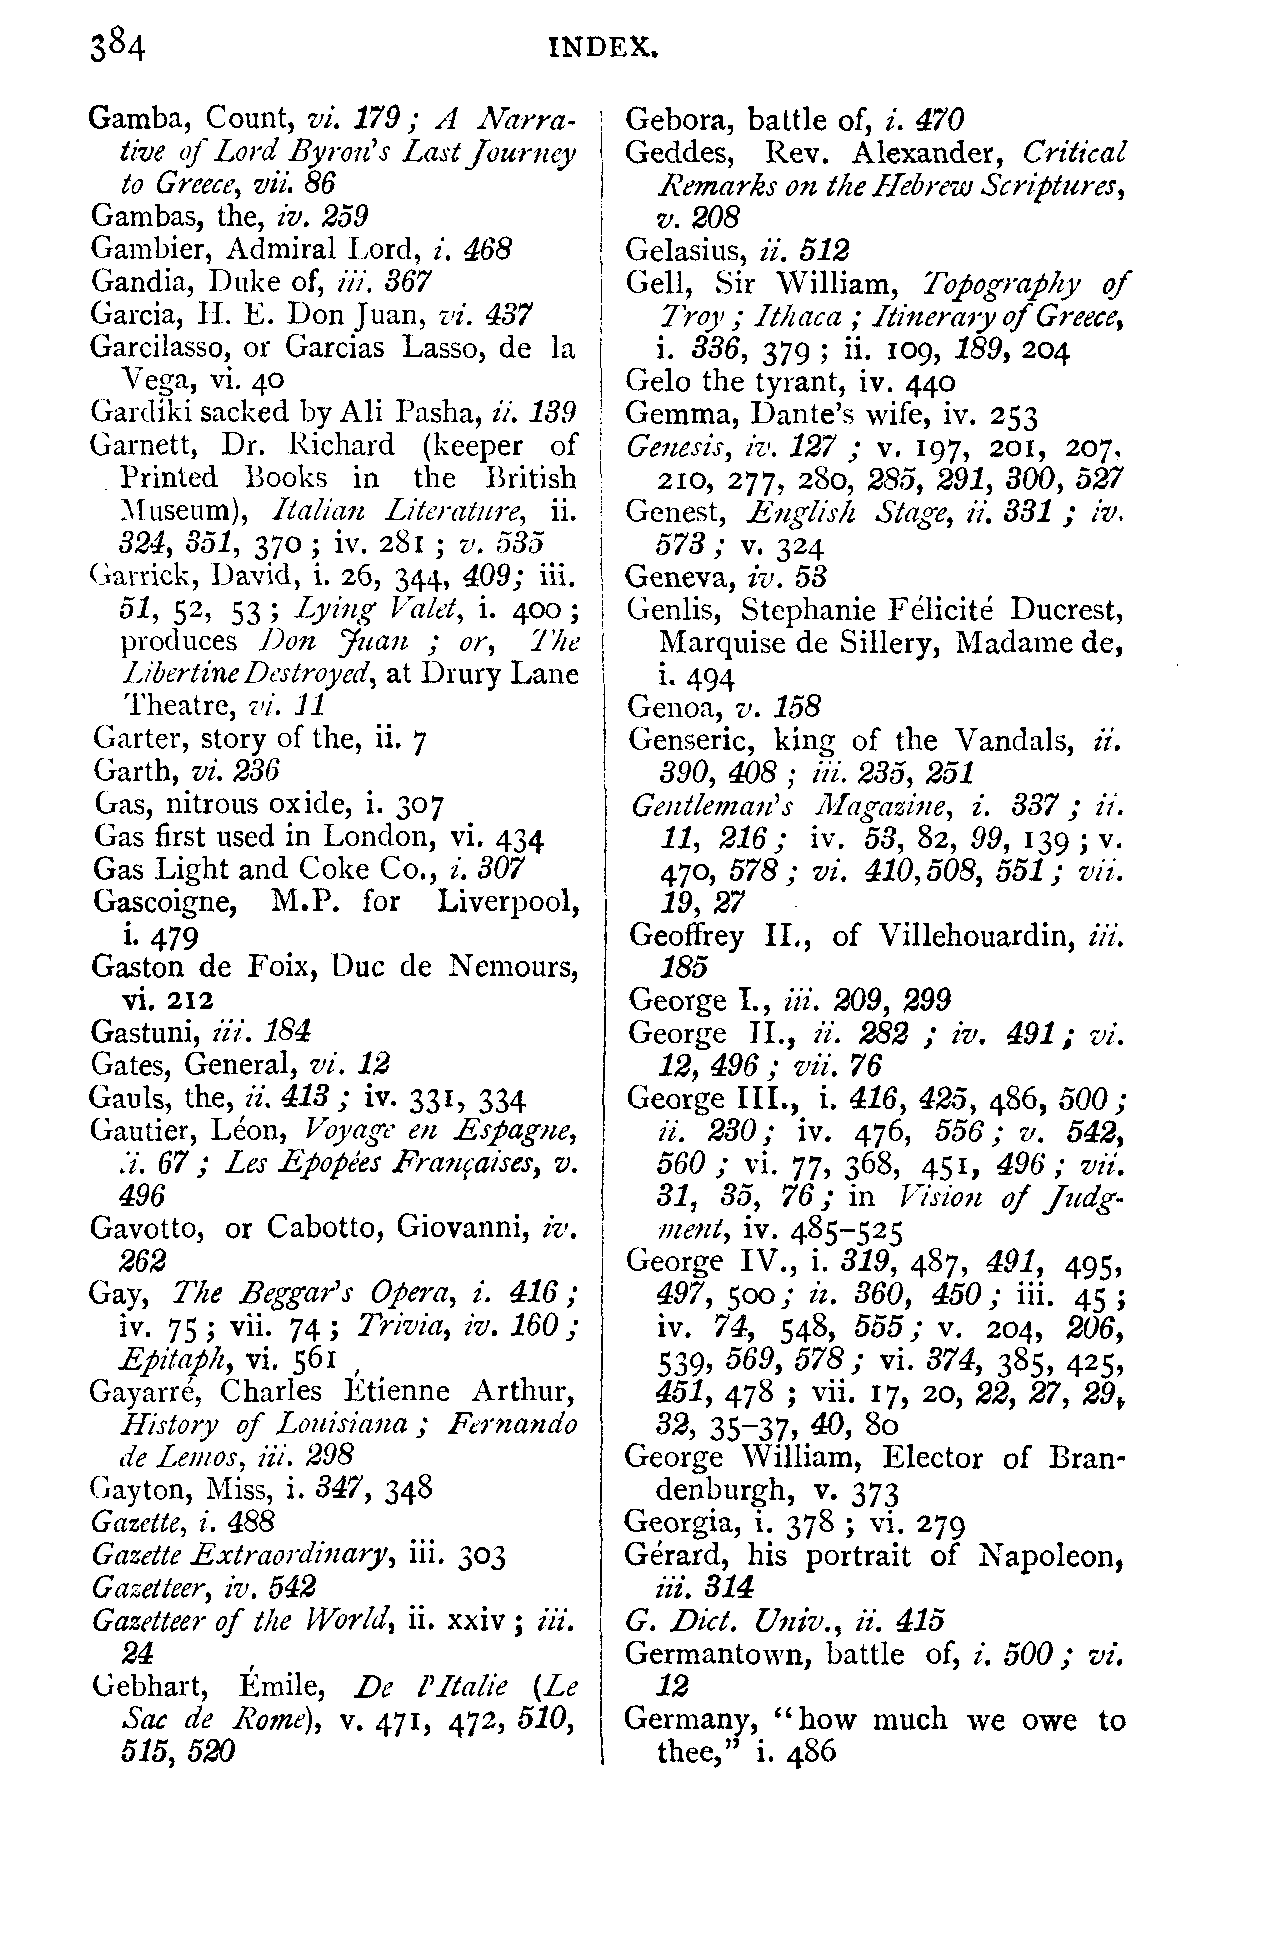 384
INDEX.
Gamba, Count, vi. 179 ; A Narra-
tive of Lord Byron's Last Journey
to Greece, vii. 86
Gambas, the, iv. 259
Gambier, Admiral Lord, i. 468
Gandia, Duke of, iii. 367
Garcia, H. E. Don Juan, vi. 437
Garcilasso, or Garcias Lasso, de la
Vega, vi. 40
Gardiki sacked by Ali Pasha, ii. 139
Garnett, Dr. Richard (keeper of
Printed Books in the British
Museum), Italian Literature, ii.
324, 351, 370 ; iv. 281 ; v. 535
Garrick, David, i. 26, 344, 409; iii.
51, 52, 53 ; Lying Valet, i. 400 ;
produces Don Juan ; or, The
Libertine Destroyed, at Drury Lane
Theatre, vi. 11
Garter, story of the, ii. 7
Garth, vi. 236
Gas, nitrous oxide, i. 307
Gas first used in London, vi. 434
Gas Light and Coke Co., i. 307
Gascoigne, M.P. for Liverpool,
i. 479
Gaston de Foix, Duc de Nemours,
vi. 212
Gastuni, iii. 184
Gates, General, vi. 12
Gauls, the, ii. 413 ; iv. 331, 334
Gautier, Léon, Voyage en Espagne,
ii. 67 ; Les Epopées Françaises, v.
496
Gavotto, or Cabotto, Giovanni, iv.
262
Gay, The Beggar's Opera, i. 416 ;
iv. 75 ; vii. 74 ; Trivia, iv. 160 ;
Epitaph, vi. 561
Gayarré, Charles Étienne Arthur,
History of Louisiana ; Fernando
de Lemos, iii. 298
Gayton, Miss, i. 347, 348
Gazette, i. 488
Gazette Extraordinary, iii. 303
Gazetteer, iv. 542
Gazetteer of the World, ii. xxiv ; iii.
24
Gebhart, Émile, De l'Italie (Le
Sac de Rome), v. 471, 472, 510,
515, 520
Gebora, battle of, i. 470
Geddes, Rev. Alexander, Critical
Remarks on the Hebrew Scriptures,
v. 208
Gelasius, ii. 512
Gell, Sir William, Topography of
Troy ; Ithaca ; Itinerary of Greece,
i. 336, 379 ; ii. 109, 189, 204
Gelo the tyrant, iv. 440
Gemma, Dante's wife, iv. 253
Genesis, iv. 127 ; v. 197, 201, 207,
210, 277, 280, 285, 291, 300, 527
Genest, English Stage, ii. 331 ; iv.
573 ; v. 324
Geneva, iv. 53
Genlis, Stephanie Félicité Ducrest,
Marquise de Sillery, Madame de,
i. 494
Genoa, v. 158
Genseric, king of the Vandals, ii.
390, 408 ; iii. 235, 251
Gentleman's Magazine, i. 337 ; ii.
11, 216 ; iv. 53, 82, 99, 139 ; v.
470, 578 ; vi. 410, 508, 551 ; vii.
19, 27
Geoffrey II., of Villehouardin, iii.
185
George I., iii. 209, 299
George II., ii. 282 ; iv. 491 ; vi.
12, 496 ; vii. 76
George III., i. 416, 425, 486, 500 ;
ii. 230 ; iv. 476, 556 ; v. 542,
560 ; vi. 77, 368, 451, 496 ; vii.
31, 35, 76 ; in Vision of Judg-
ment, iv. 485–525
George IV., i. 319, 487, 491, 495,
497, 500 ; ii. 360, 450 ; iii. 45 ;
iv. 74, 548, 555 ; v. 204, 206,
539, 569, 578 ; vi. 374, 385, 425,
451, 478 ; vii. 17, 20, 22, 27, 29,
32, 35–37, 40, 80
George William, Elector of Bran-
denburgh, v. 373
Georgia, i. 378 ; vi. 279
Gérard, his portrait of Napoleon,
iii. 314
G. Dict. Univ., ii. 415
Germantown, battle of, i. 500 ; vi.
12
Germany, "how much we owe to
thee," i. 486